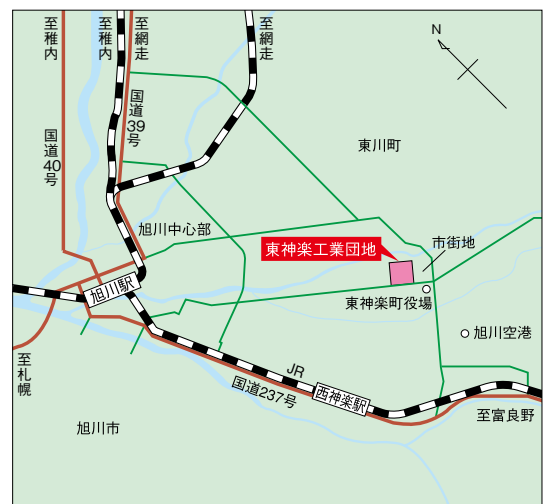 至稚内
至稚内
至網走
至網走
N
国道39号
国道40号
東川町
旭川中心部
東神楽工業団地
市街地
旭川駅
東神楽町役場
旭川空港
至札幌
JR
国道237号
西神楽駅
至富良野
旭川市